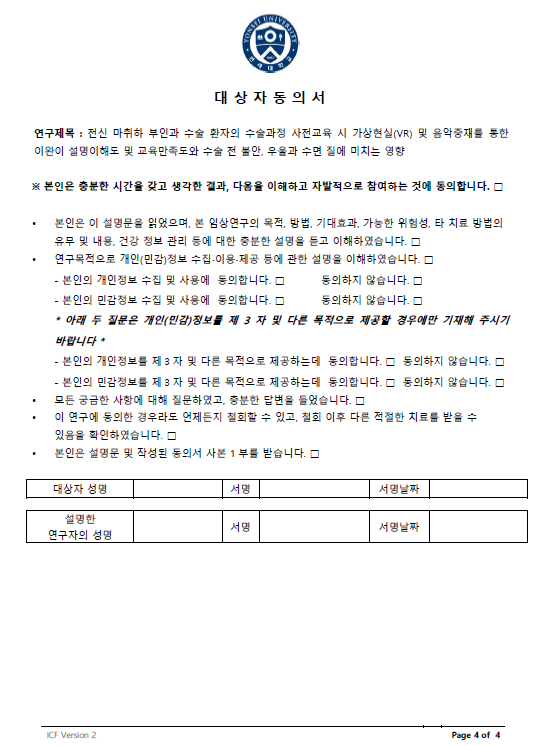 YONSEI UNIVERSITY
연세대학교
대상자동의서
연구제목 : 전신 마취하 부인과 수술 환자의 수술과정 사전교육 시 가상현실(VR) 및 음악중재를 통한
이완이 설명이해도 및 교육만족도와 수술 전 불안, 우울과 수면 질에 미치는 영향
※ 본인은 충분한 시간을 갖고 생각한 결과, 다음을 이해하고 자발적으로 참여하는 것에 동의합니다. □
• 본인은 이 설명문을 읽었으며, 본 임상연구의 목적, 방법, 기대효과, 가능한 위험성, 타 치료 방법의
유무 및 내용, 건강 정보 관리 등에 대한 충분한 설명을 듣고 이해하였습니다. □
• 연구목적으로 개인(민감)정보 수집·이용·제공 등에 관한 설명을 이해하였습니다. □
- 본인의 개인정보 수집 및 사용에 동의합니다. □ 동의하지 않습니다. □
- 본인의 민감정보 수집 및 사용에 동의합니다. □ 동의하지 않습니다. □
* 아래 두 질문은 개인(민감)정보를 제 3 자 및 다른 목적으로 제공할 경우에만 기재해 주시기
바랍니다 *
- 본인의 개인정보를 제 3 자 및 다른 목적으로 제공하는데 동의합니다. □ 동의하지 않습니다. □
- 본인의 민감정보를 제 3 자 및 다른 목적으로 제공하는데 동의합니다. □ 동의하지 않습니다. □
• 모든 궁금한 사항에 대해 질문하였고, 충분한 답변을 들었습니다. □
• 이 연구에 동의한 경우라도 언제든지 철회할 수 있고, 철회 이후 다른 적절한 치료를 받을 수
있음을 확인하였습니다. □
• 본인은 설명문 및 작성된 동의서 사본 1 부를 받습니다. □
대상자 성명 서명 서명날짜
설명한
연구자의 성명 서명 서명날짜
ICF Version 2 Page 4 of 4